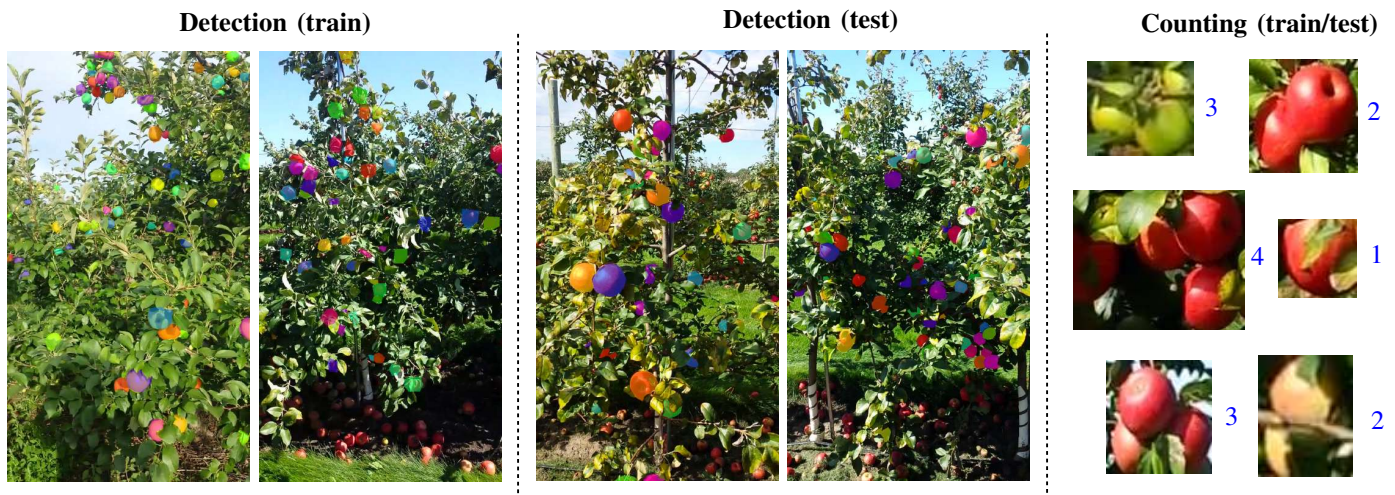 Detection (train)
Detection (test)
Counting (train/test)
3
2
4
1
3
2